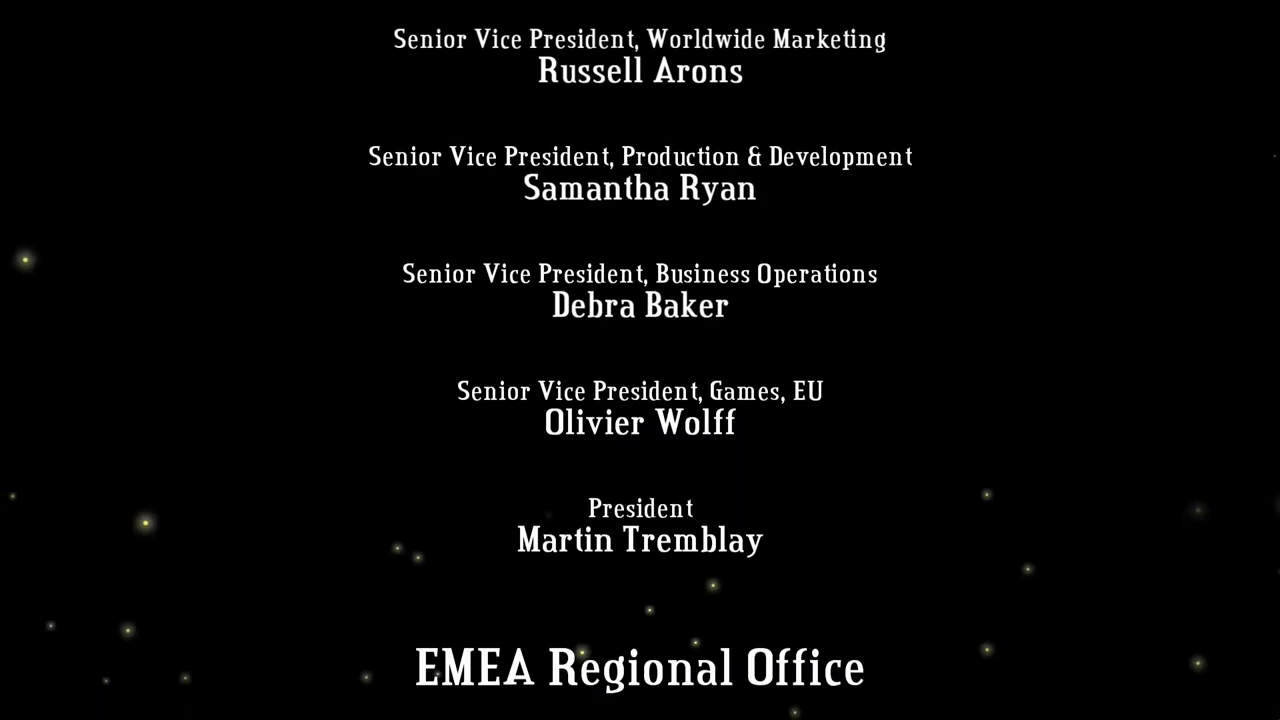 Senior Vice President, Worldwide Marketing
Russell Arons
Senior Vice President, Production & Development
Samantha Ryan
Senior Vice President, Business Operations
Debra Baker
Senior Vice President, Games, EU
Olivier Wolff
President
Martin Tremblay
EMEA Regional Office